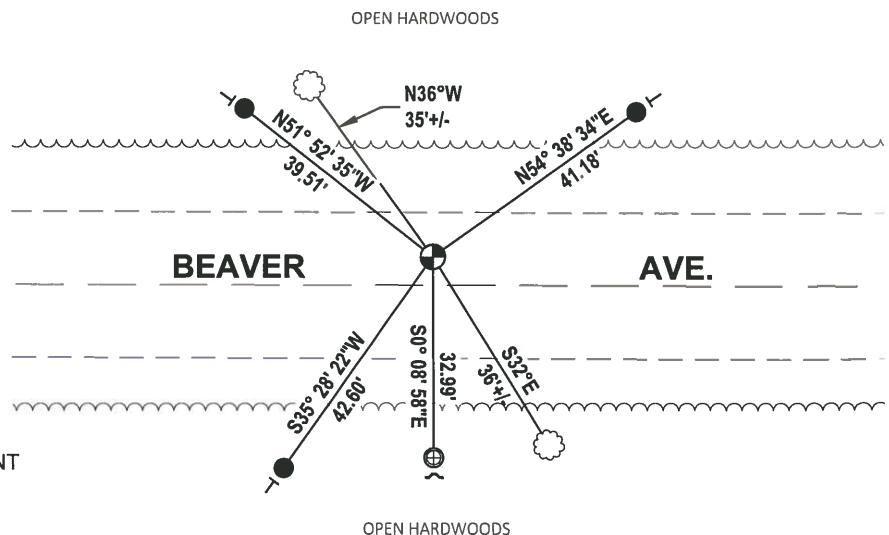 OPEN HARDWOODS
N36°W
35'+/-
N51° 52' 35"W
39.51'
N54° 38' 34"E
41.18'
BEAVER AVE.
S35° 28' 22"W
42.60'
S0° 08' 58"E
32.99'
S32°E
36'+/-
NT
OPEN HARDWOODS